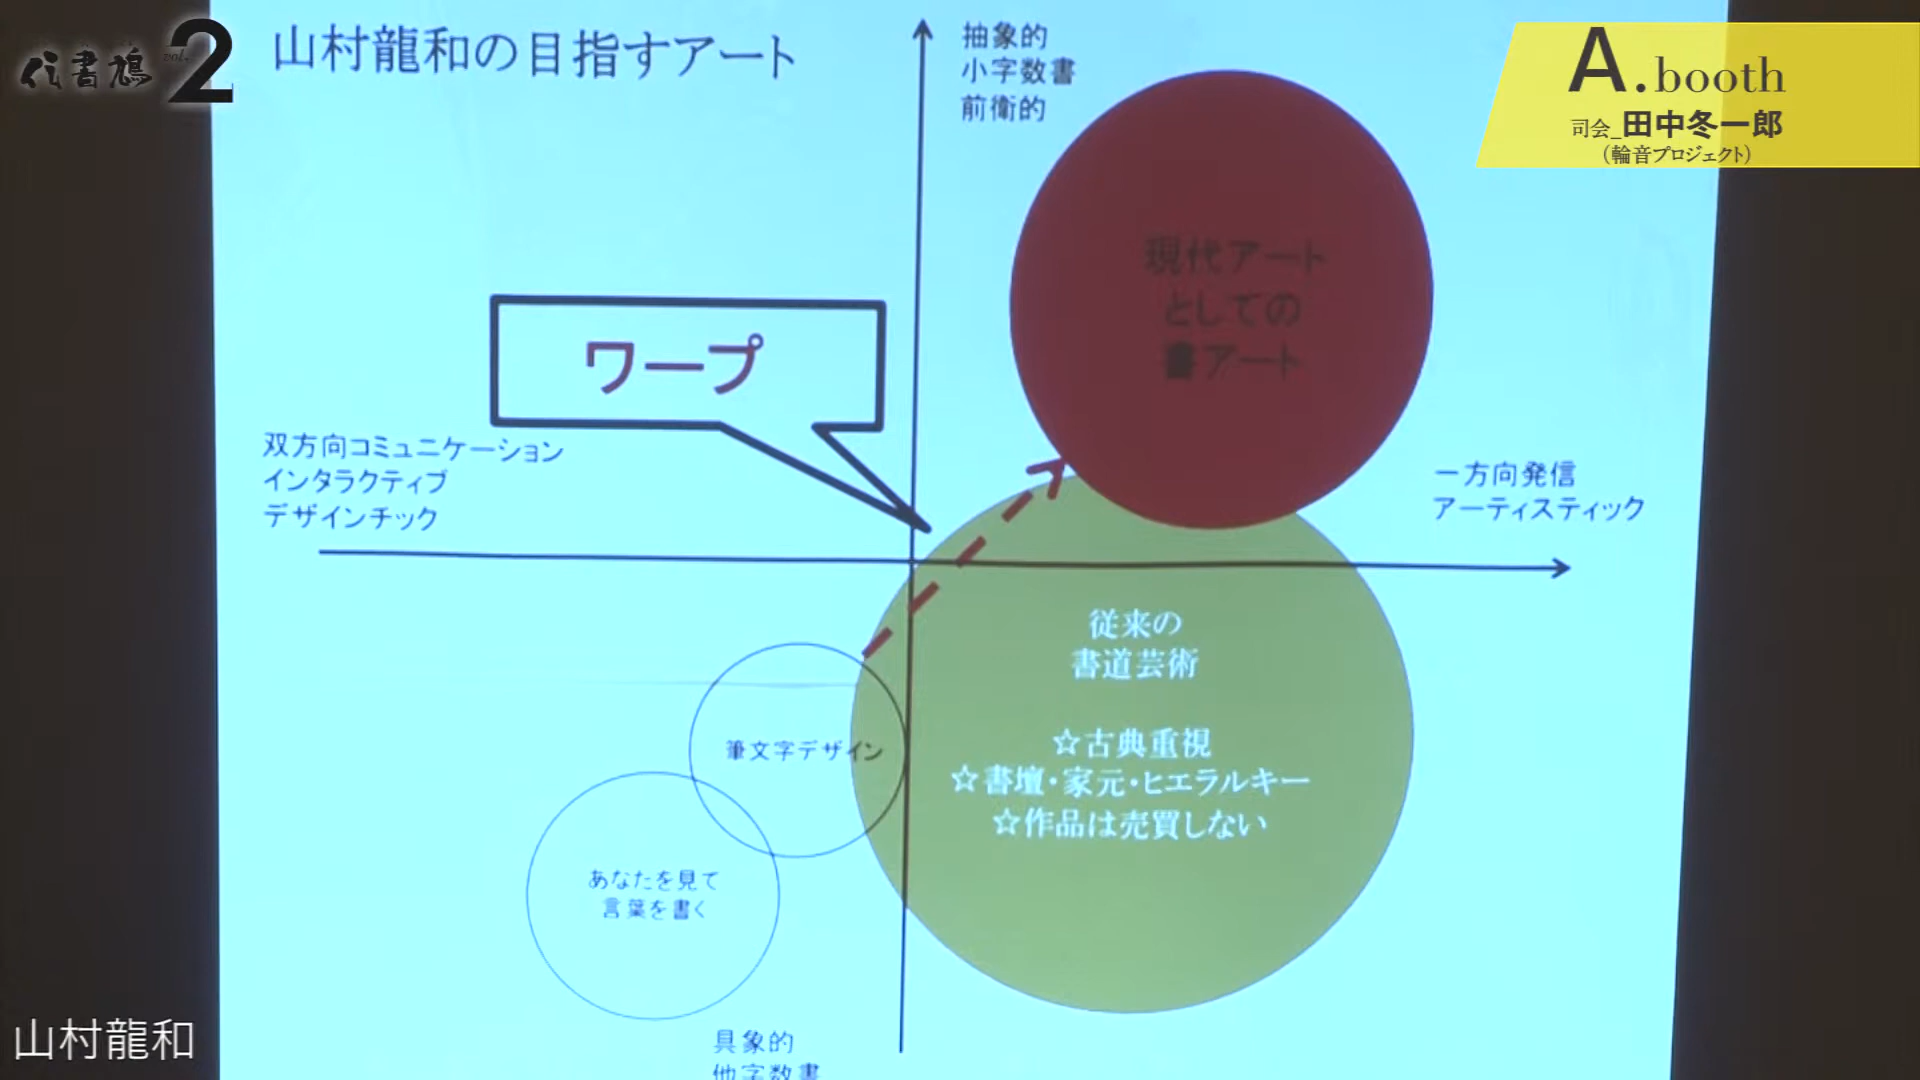 vol.2
山村龍和の目指すアート
抽象的
小字数書
前衛的
A.booth
司会_田中冬一郎
（輪音プロジェクト）
現代アート
としての
書アート
ワープ
双方向コミュニケーション
インタラクティブ
デザインチック
一方向発信
アーティスティック
従来の
書道芸術
☆古典重視
☆書壇・家元・ヒエラルキー
☆作品は売買しない
筆文字デザイン
あなたを見て
言葉を書く
具象的
他字数書
山村龍和